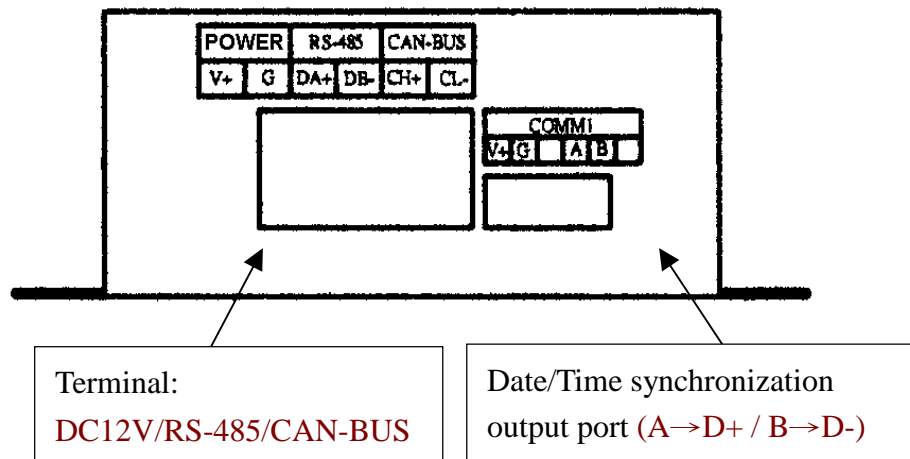 POWER RS-485 CAN-BUS
V+ G DA+ DB- CH+ CL-
COMM1
V+ G A B
Terminal:
DC12V/RS-485/CAN-BUS
Date/Time synchronization
output port (A→D+ / B→D-)